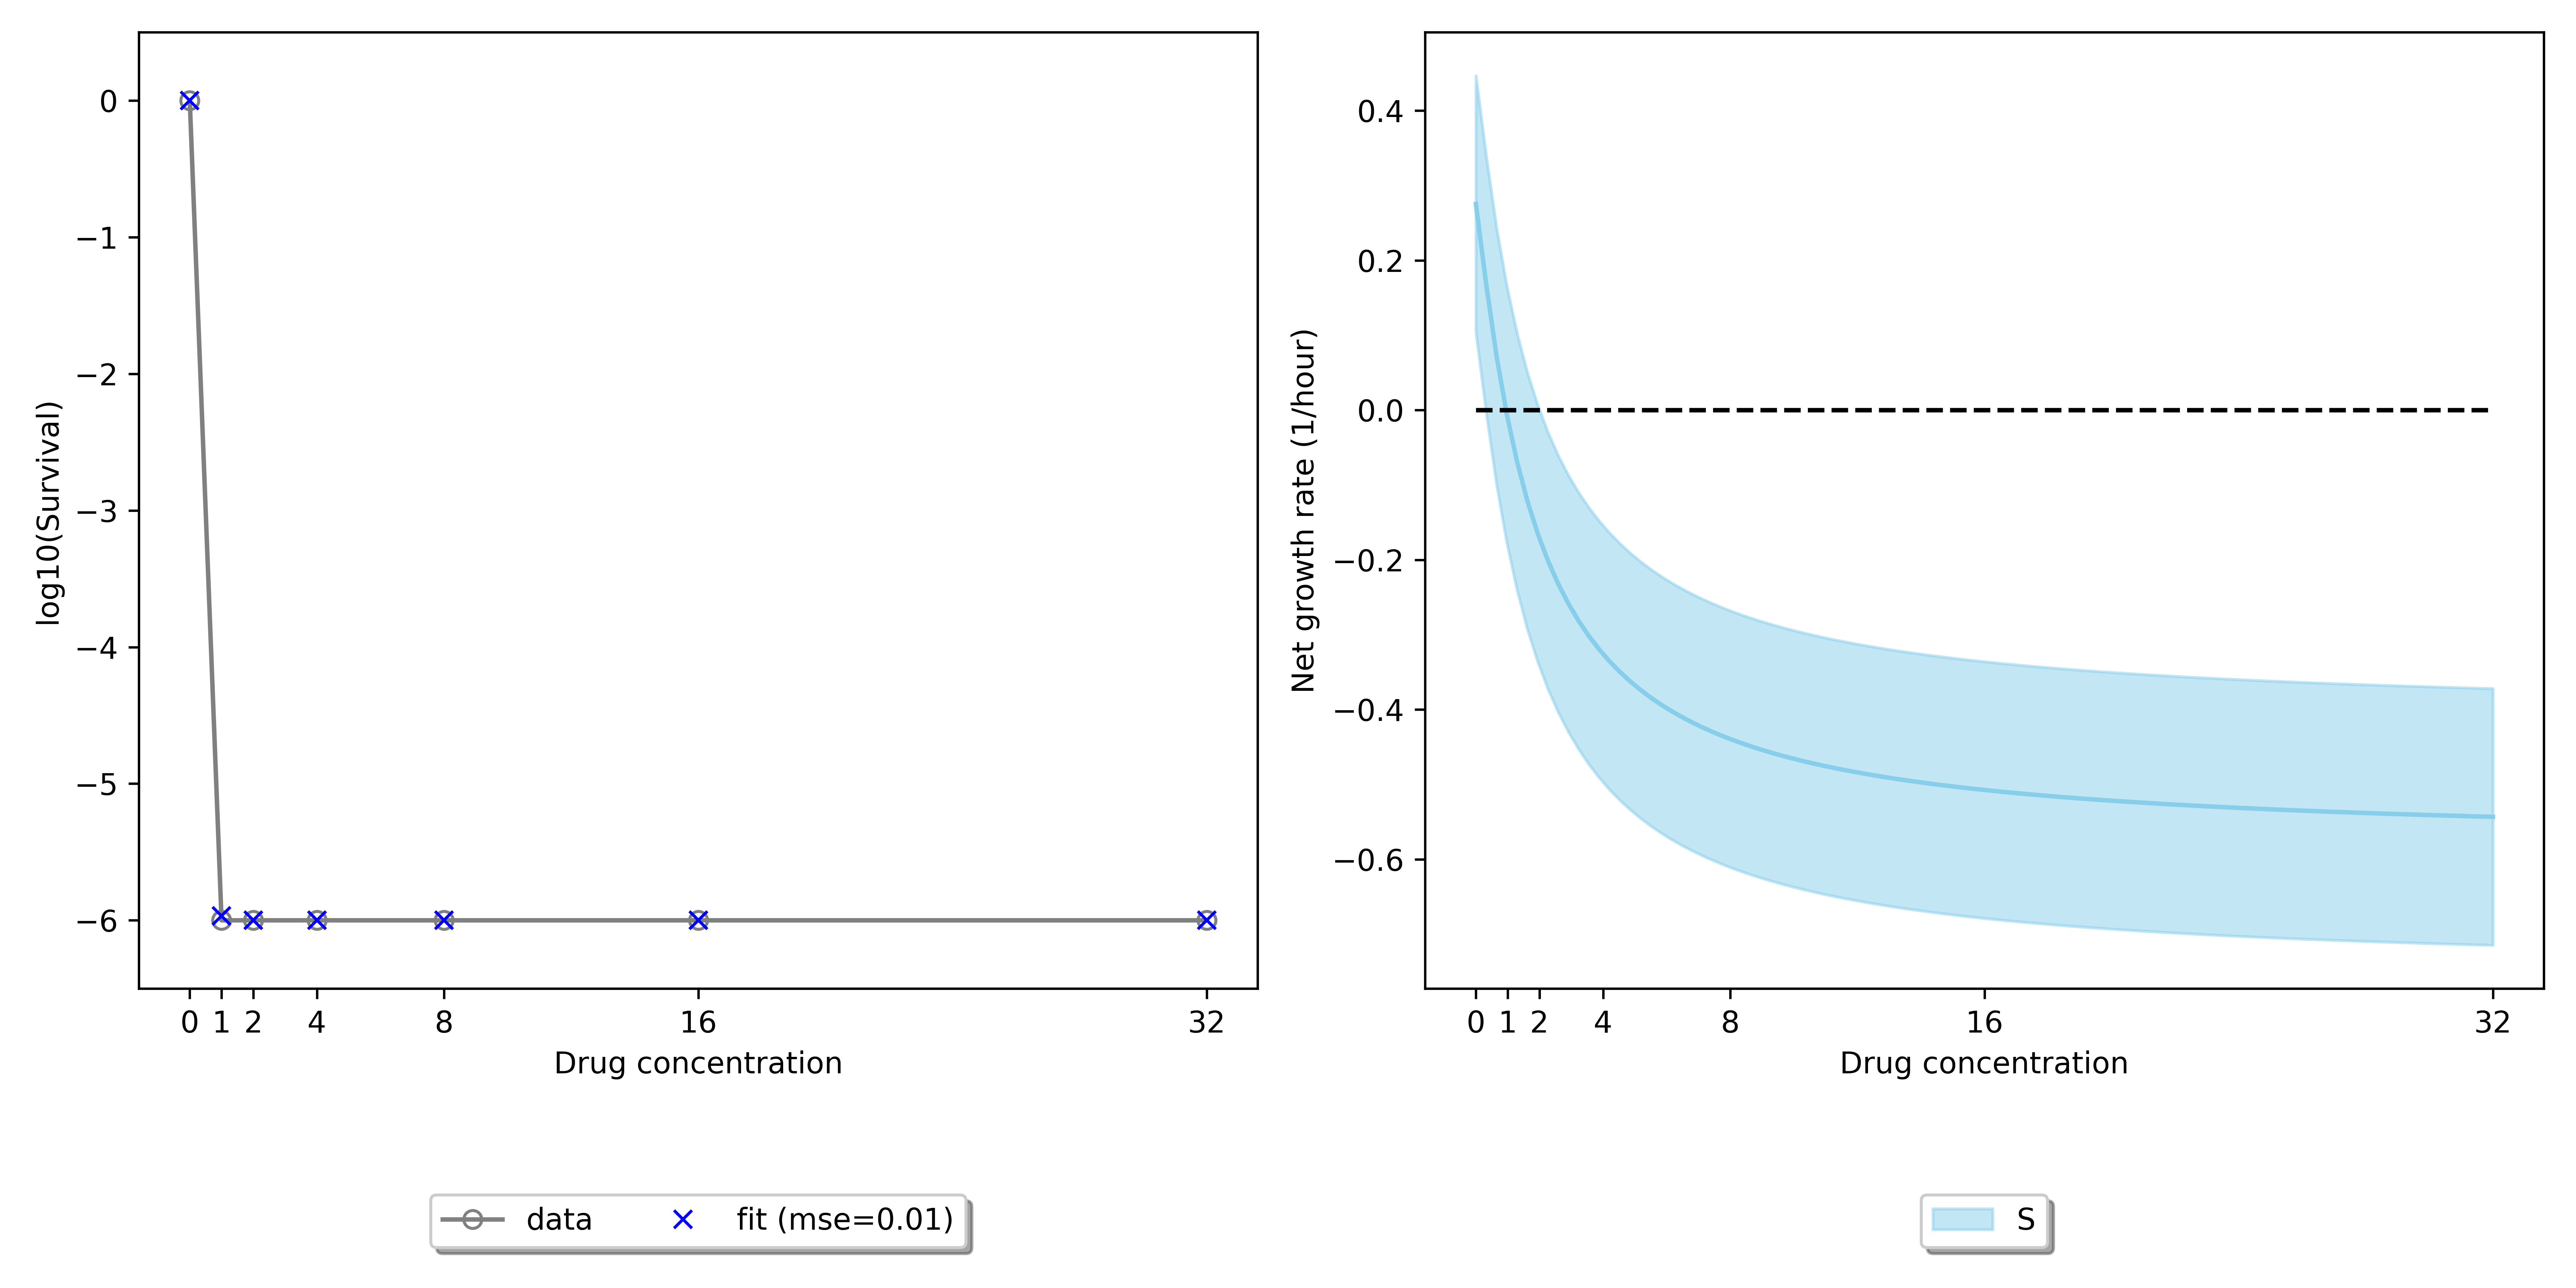 0
−1
−2
−3
−4
−5
−6
log10(Survival)
0 1 2 4 8 16 32
Drug concentration
data fit (mse=0.01)
0.4
0.2
0.0
−0.2
−0.4
−0.6
Net growth rate (1/hour)
0 1 2 4 8 16 32
Drug concentration
S